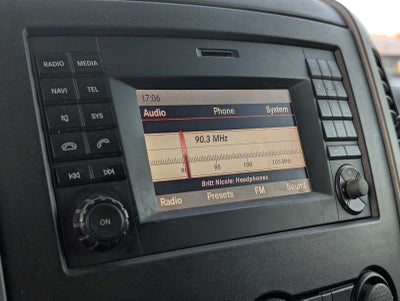 17:06
Audio Phone System
90.3 MHz
90 95 100 105 MHz
Britt Nicole: Headphones
Radio Presets FM Sound
RADIO MEDIA
NAVI TEL
SYS
ON